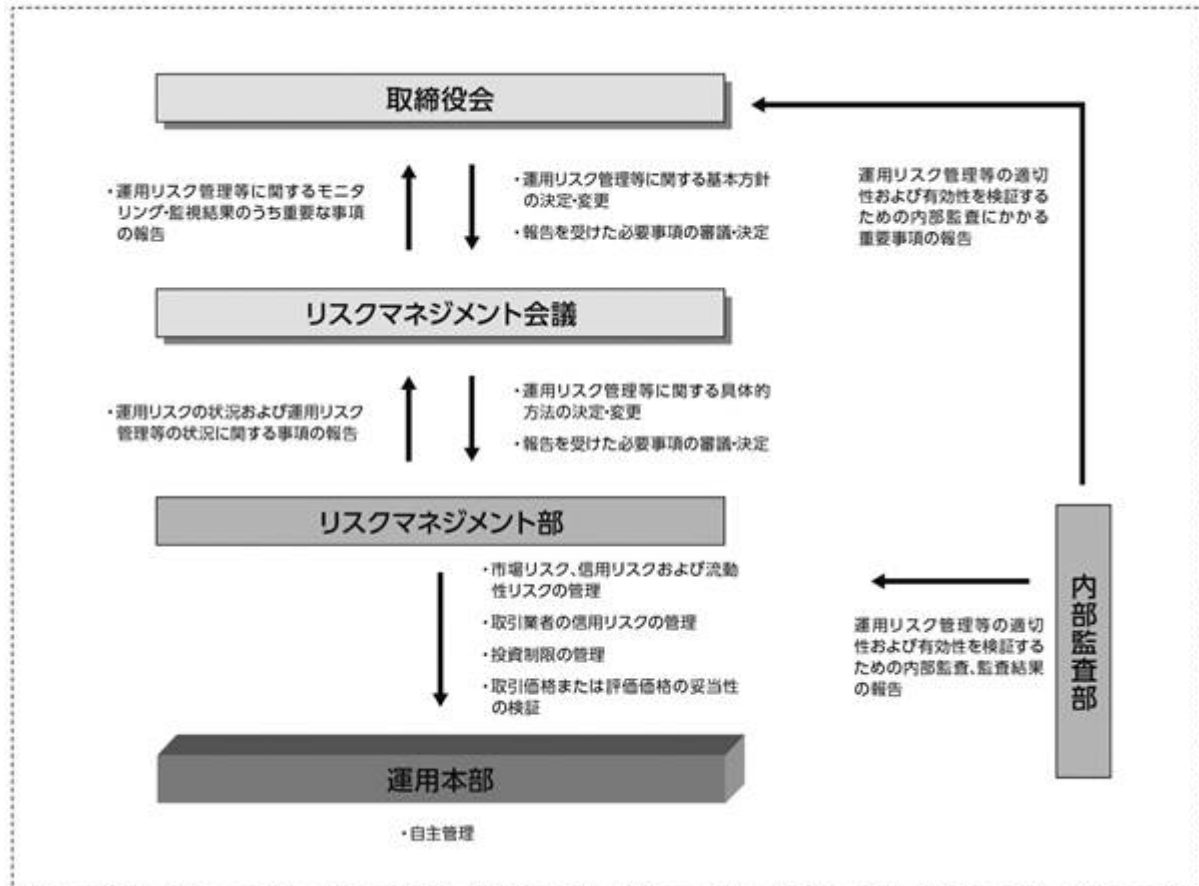 取締役会
・運用リスク管理等に関するモニタ
リング・監視結果のうち重要な事項
の報告
・運用リスク管理等に関する基本方針
の決定・変更
・報告を受けた必要事項の審議・決定
運用リスク管理等の適切
性および有効性を検証する
ための内部監査にかかる
重要事項の報告
リスクマネジメント会議
・運用リスクの状況および運用リスク
管理等の状況に関する事項の報告
・運用リスク管理等に関する具体的
方法の決定・変更
・報告を受けた必要事項の審議・決定
リスクマネジメント部
・市場リスク、信用リスクおよび流動
性リスクの管理
・取引業者の信用リスクの管理
・投資制限の管理
・取引価格または評価価格の妥当性
の検証
運用リスク管理等の適切
性および有効性を検証する
ための内部監査、監査結果
の報告
内部監査部
運用本部
・自主管理